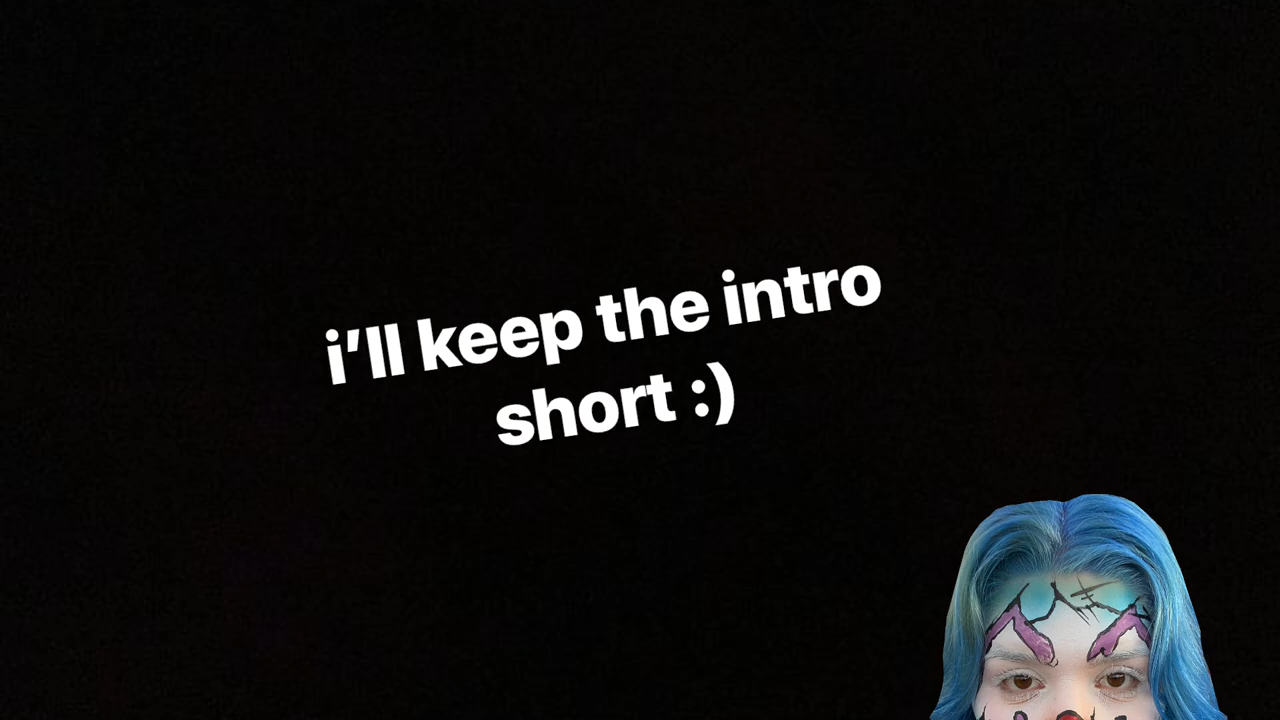 i’ll keep the intro
short :)